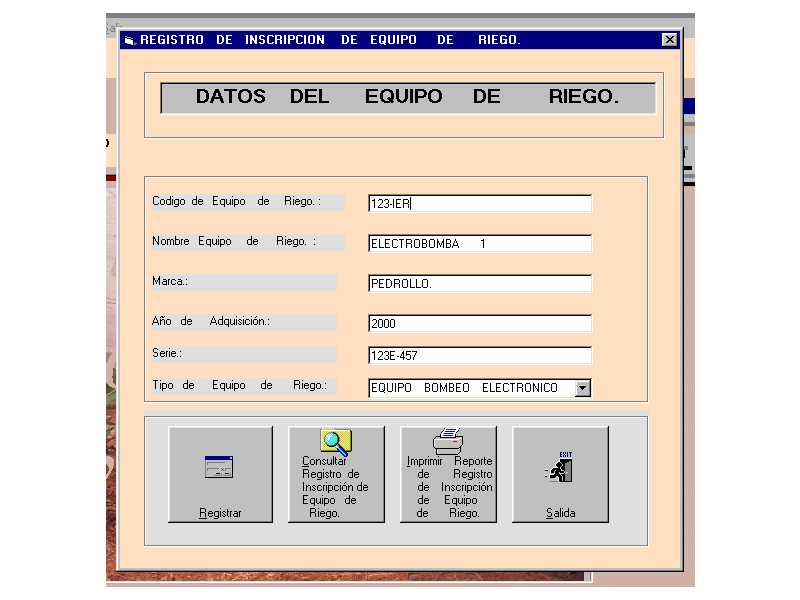 REGISTRO DE INSCRIPCION DE EQUIPO DE RIEGO.
DATOS DEL EQUIPO DE RIEGO.
Codigo de Equipo de Riego. : 123-IER
Nombre Equipo de Riego. : ELECTROBOMBA 1
Marca.: PEDROLLO.
Año de Adquisición.: 2000
Serie.: 123E-457
Tipo de Equipo de Riego.: EQUIPO BOMBEO ELECTRONICO
Registrar
Consultar
Registro de
Inscripción de
Equipo de
Riego.
Imprimir Reporte
de Registro
de Inscripción
de Equipo
de Riego.
EXIT
Salida